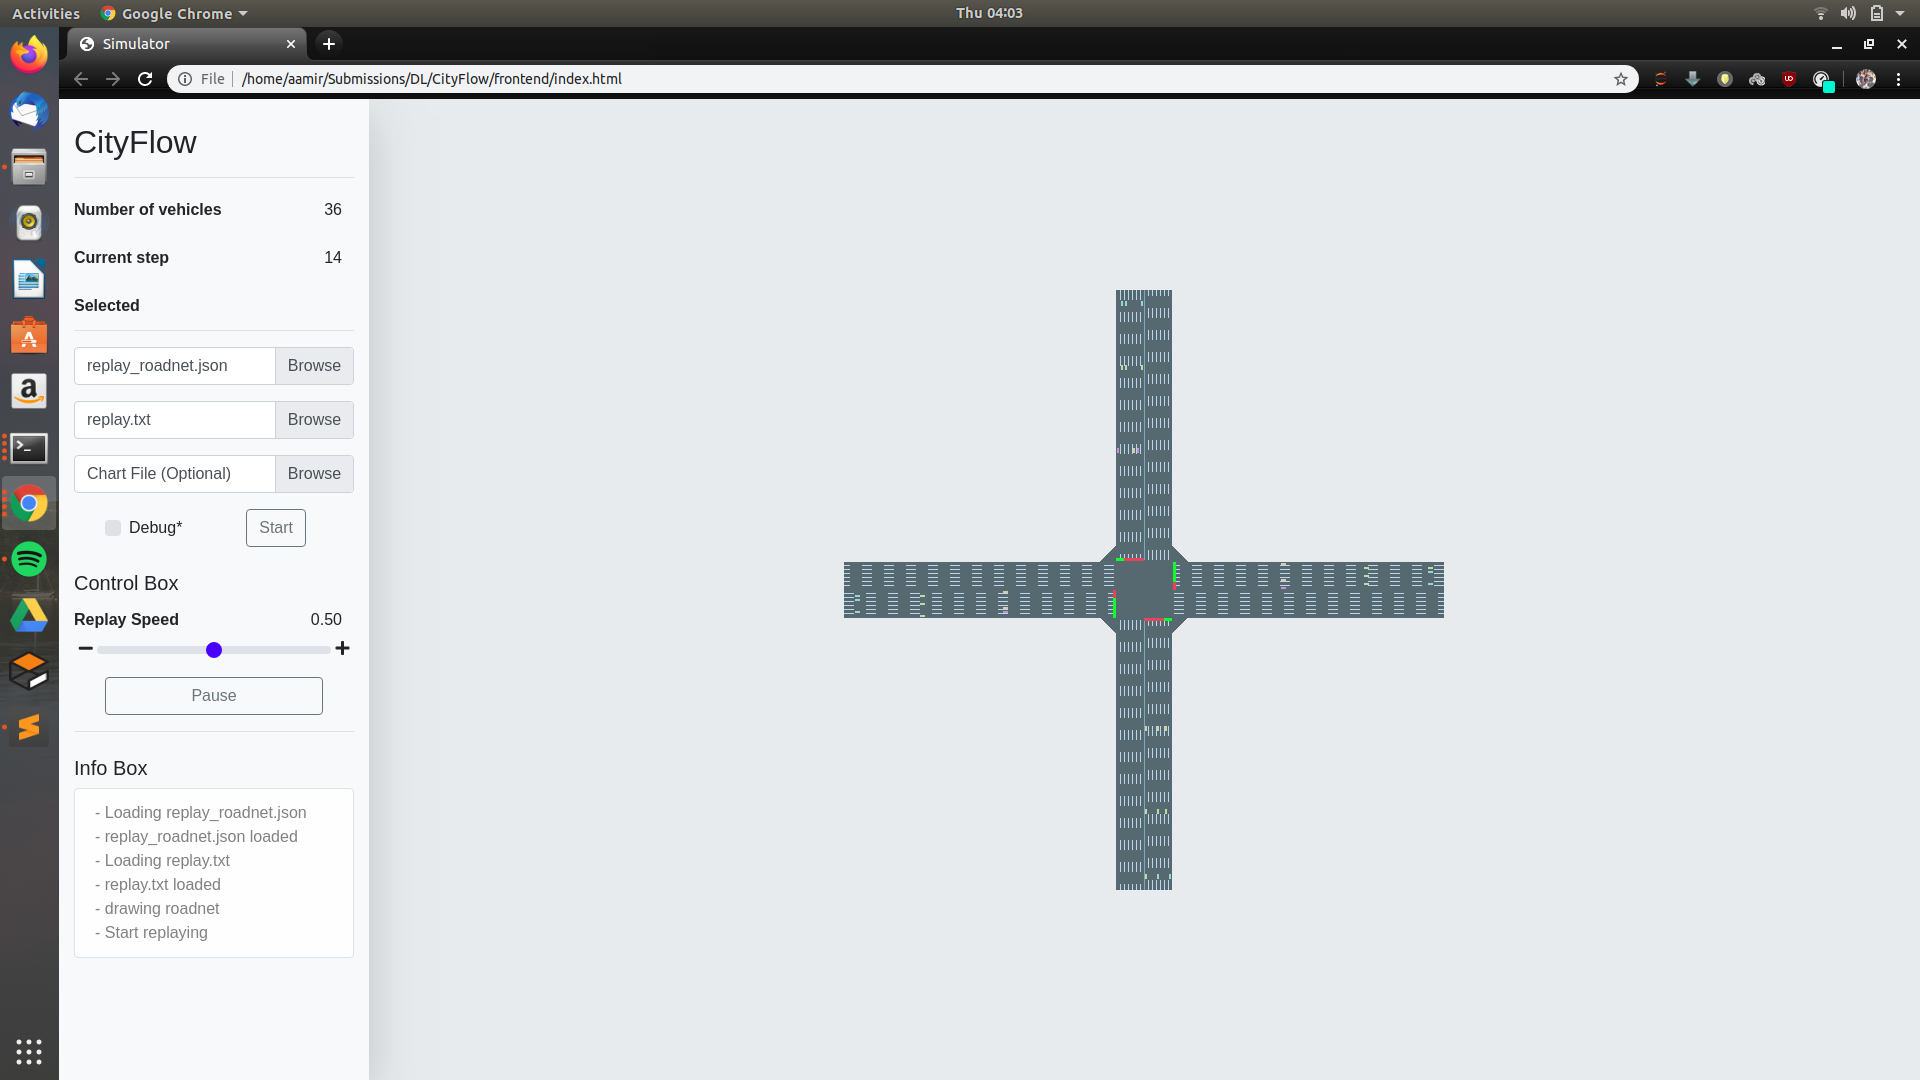 Activities Google Chrome Thu 04:03
Simulator
File /home/aamir/Submissions/DL/CityFlow/frontend/index.html
CityFlow
Number of vehicles 36
Current step 14
Selected
replay_roadnet.json Browse
replay.txt Browse
Chart File (Optional) Browse
Debug* Start
Control Box
Replay Speed 0.50
Pause
Info Box
- Loading replay_roadnet.json
- replay_roadnet.json loaded
- Loading replay.txt
- replay.txt loaded
- drawing roadnet
- Start replaying